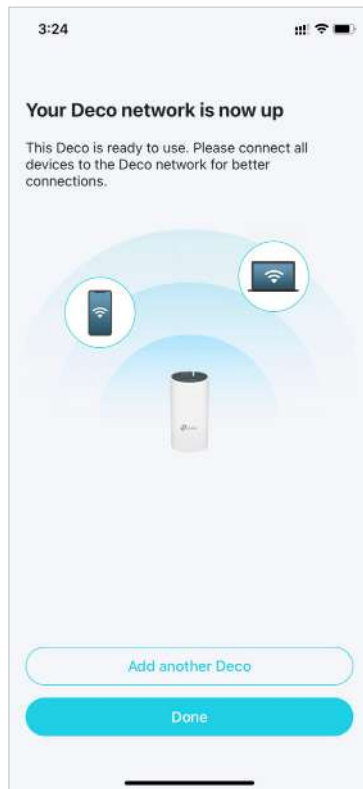 3:24
Your Deco network is now up
This Deco is ready to use. Please connect all
devices to the Deco network for better
connections.
Add another Deco
Done